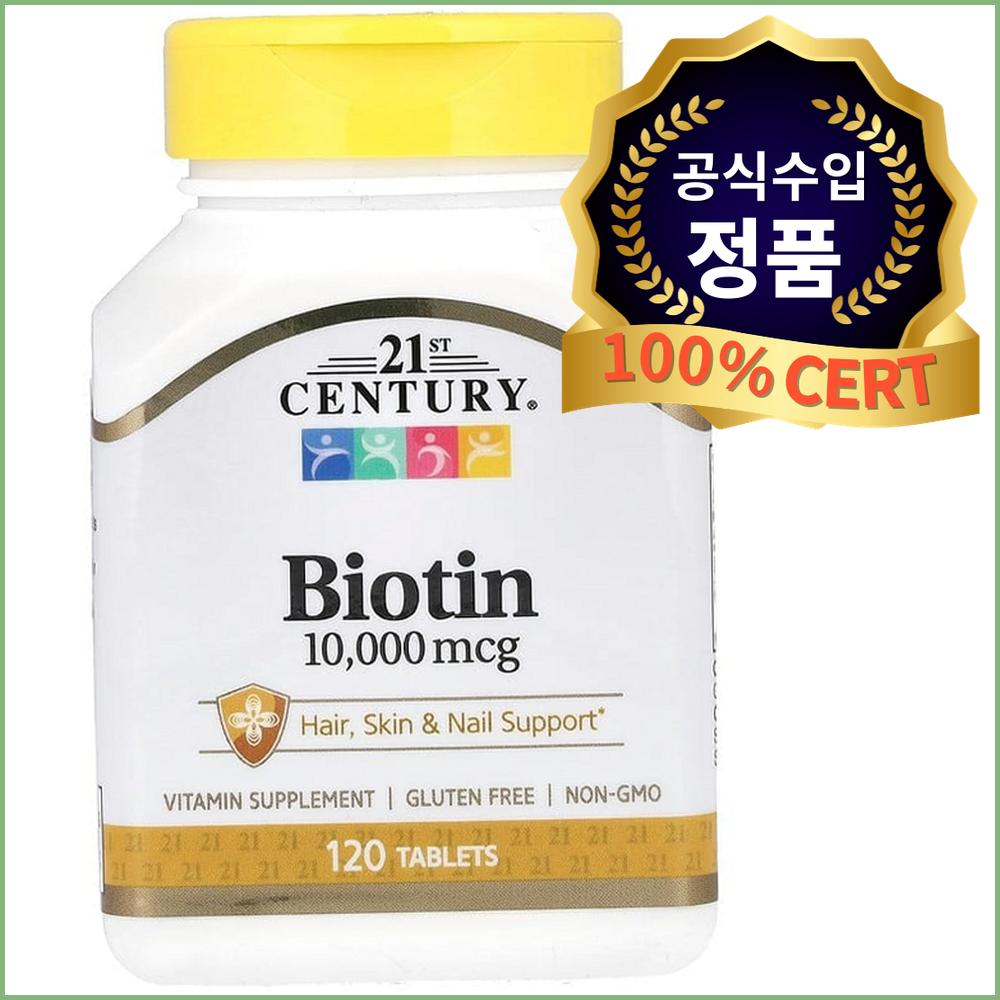 공식수입
정품
100% CERT
21ST
CENTURY®
Biotin
10,000 mcg
Hair, Skin & Nail Support*
VITAMIN SUPPLEMENT | GLUTEN FREE | NON-GMO
120 TABLETS